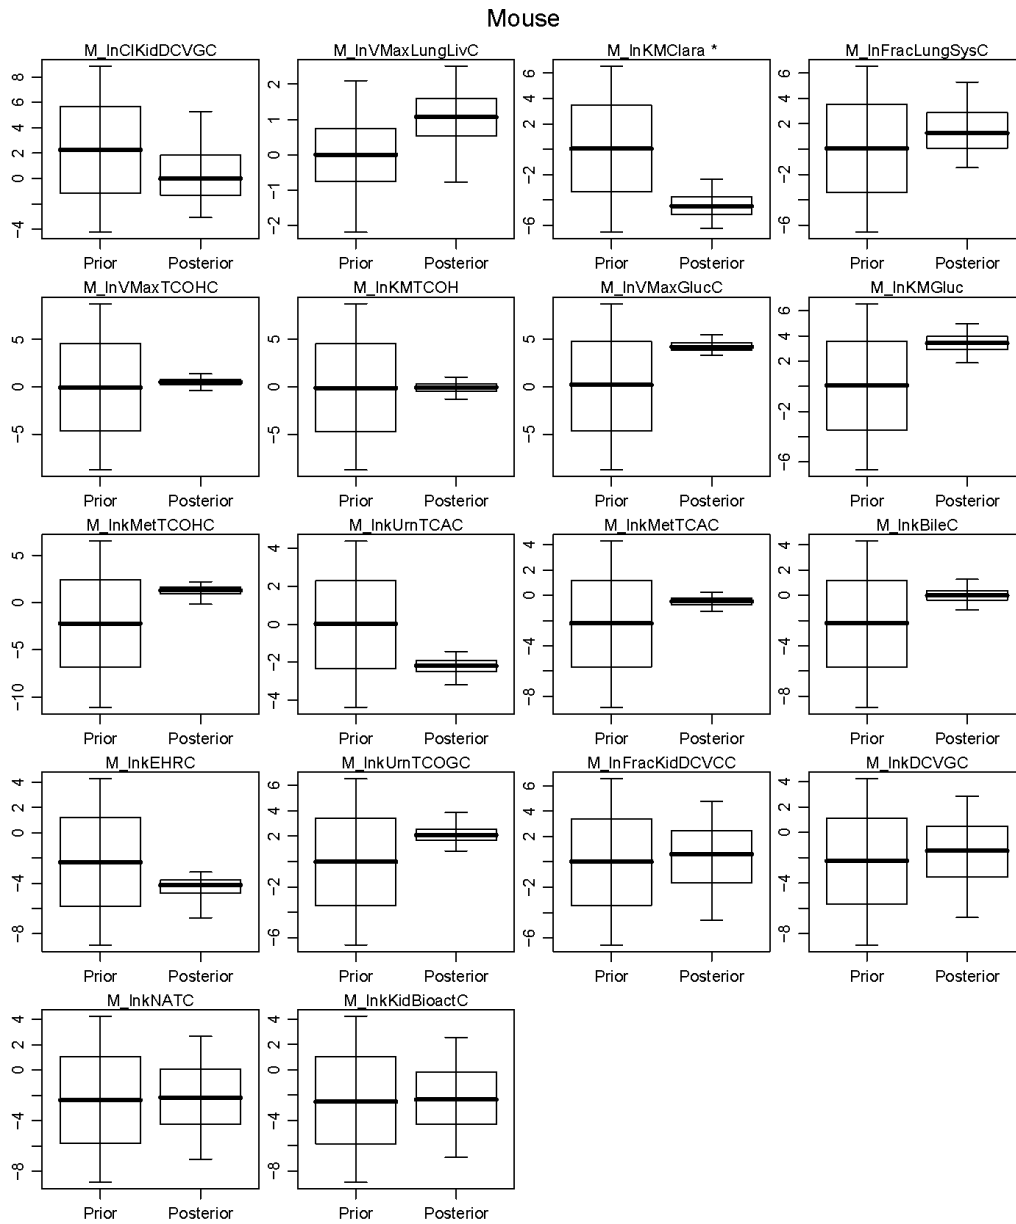 Mouse
M_lnClKidDCVGC
8
6
4
2
0
−4
Prior Posterior
M_lnVMaxLungLivC
2
1
0
−1
−2
Prior Posterior
M_lnKMClara *
6
4
2
0
−2
−6
Prior Posterior
M_lnFracLungSysC
6
4
2
0
−2
−6
Prior Posterior
M_lnVMaxTCOHC
5
0
−5
Prior Posterior
M_lnKMTCOH
5
0
−5
Prior Posterior
M_lnVMaxGlucC
5
0
−5
Prior Posterior
M_lnKMGluc
6
4
2
0
−2
−6
Prior Posterior
M_lnkMetTCOHC
5
0
−5
−10
Prior Posterior
M_lnkUrnTCAC
4
2
0
−2
−4
Prior Posterior
M_lnkMetTCAC
4
2
0
−4
−8
Prior Posterior
M_lnkBileC
4
2
0
−4
−8
Prior Posterior
M_lnkEHRC
4
2
0
−4
−8
Prior Posterior
M_lnkUrnTCOGC
6
4
2
−2
−6
Prior Posterior
M_lnFracKidDCVCC
6
4
2
−2
−6
Prior Posterior
M_lnkDCVGC
4
2
0
−4
−8
Prior Posterior
M_lnkNATC
4
2
0
−4
−8
Prior Posterior
M_lnkKidBioactC
4
2
0
−4
−8
Prior Posterior